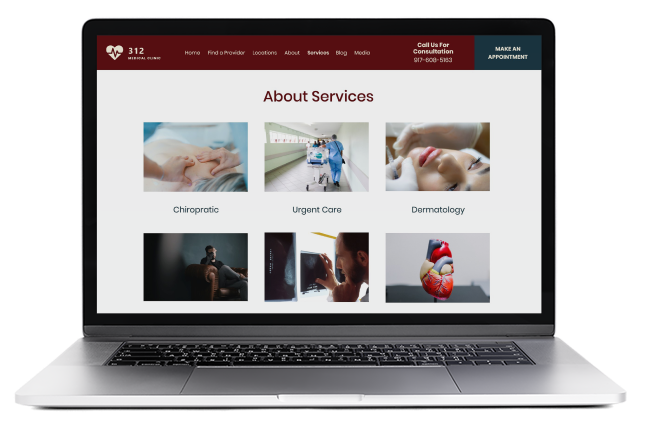 312
MEDICAL CLINIC
Home Find a Provider Locations About Services Blog Media
Call Us For
Consultation
917-608-5163
MAKE AN
APPOINTMENT
About Services
Chiropratic Urgent Care Dermatology